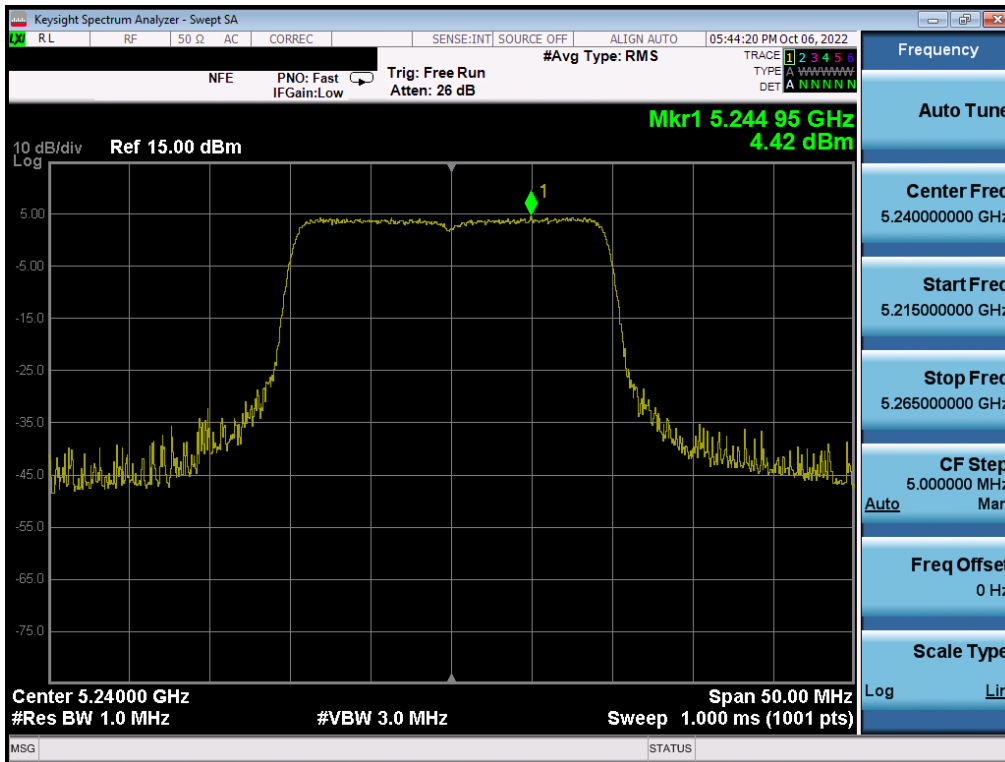 Keysight Spectrum Analyzer - Swept SA
LXI RL RF 50 Ω AC CORREC SENSE:INT SOURCE OFF ALIGN AUTO 05:44:20 PM Oct 06, 2022
#Avg Type: RMS
TRACE 1 2 3 4 5 6
TYPE A WWWWW
DET A N N N N N
NFE
PNO: Fast
IFGain:Low
Trig: Free Run
Atten: 26 dB
Mkr1 5.244 95 GHz
4.42 dBm
10 dB/div
Log
Ref 15.00 dBm
1
5.00
-5.00
-15.0
-25.0
-35.0
-45.0
-55.0
-65.0
-75.0
Center 5.24000 GHz
Span 50.00 MHz
#Res BW 1.0 MHz
#VBW 3.0 MHz
Sweep 1.000 ms (1001 pts)
MSG
STATUS
Frequency
Auto Tune
Center Freq
5.240000000 GHz
Start Freq
5.215000000 GHz
Stop Freq
5.265000000 GHz
CF Step
5.000000 MHz
Auto Man
Freq Offset
0 Hz
Scale Type
Log Lin